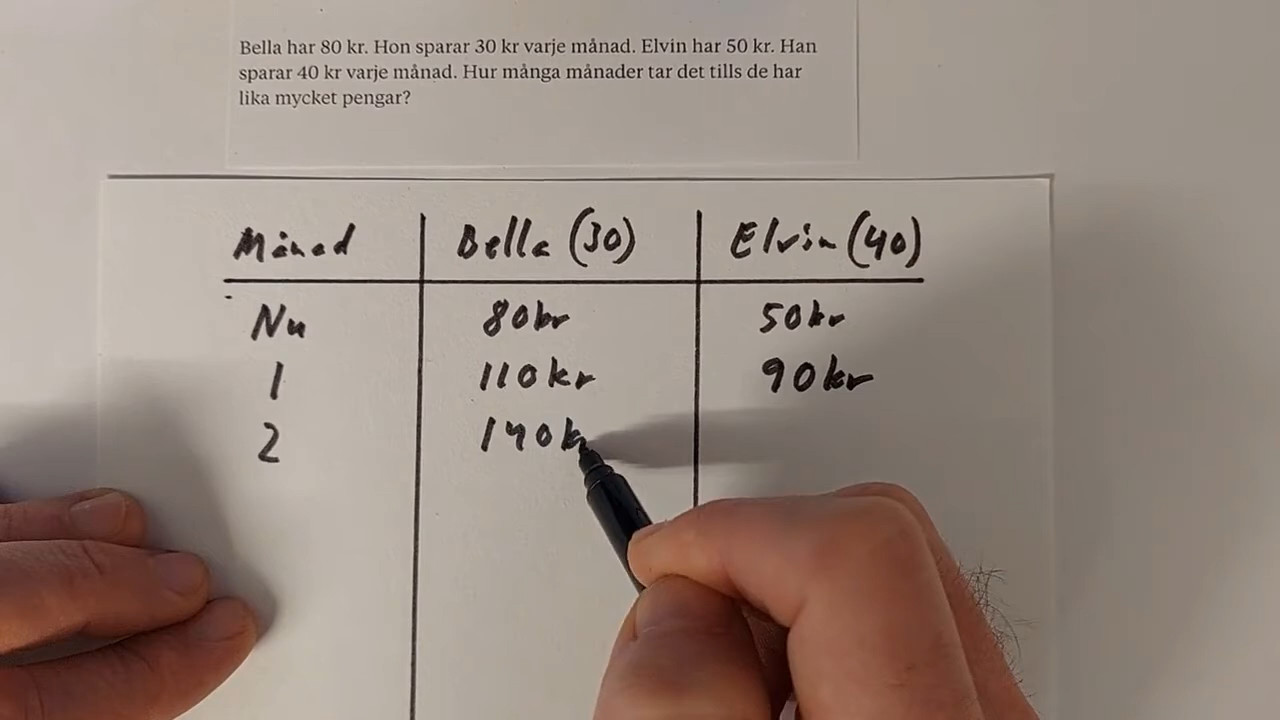 Bella har 80 kr. Hon sparar 30 kr varje månad. Elvin har 50 kr. Han
sparar 40 kr varje månad. Hur många månader tar det tills de har
lika mycket pengar?
Månad Bella (30) Elvin (40)
Nu 80kr 50kr
1 110kr 90kr
2 140k